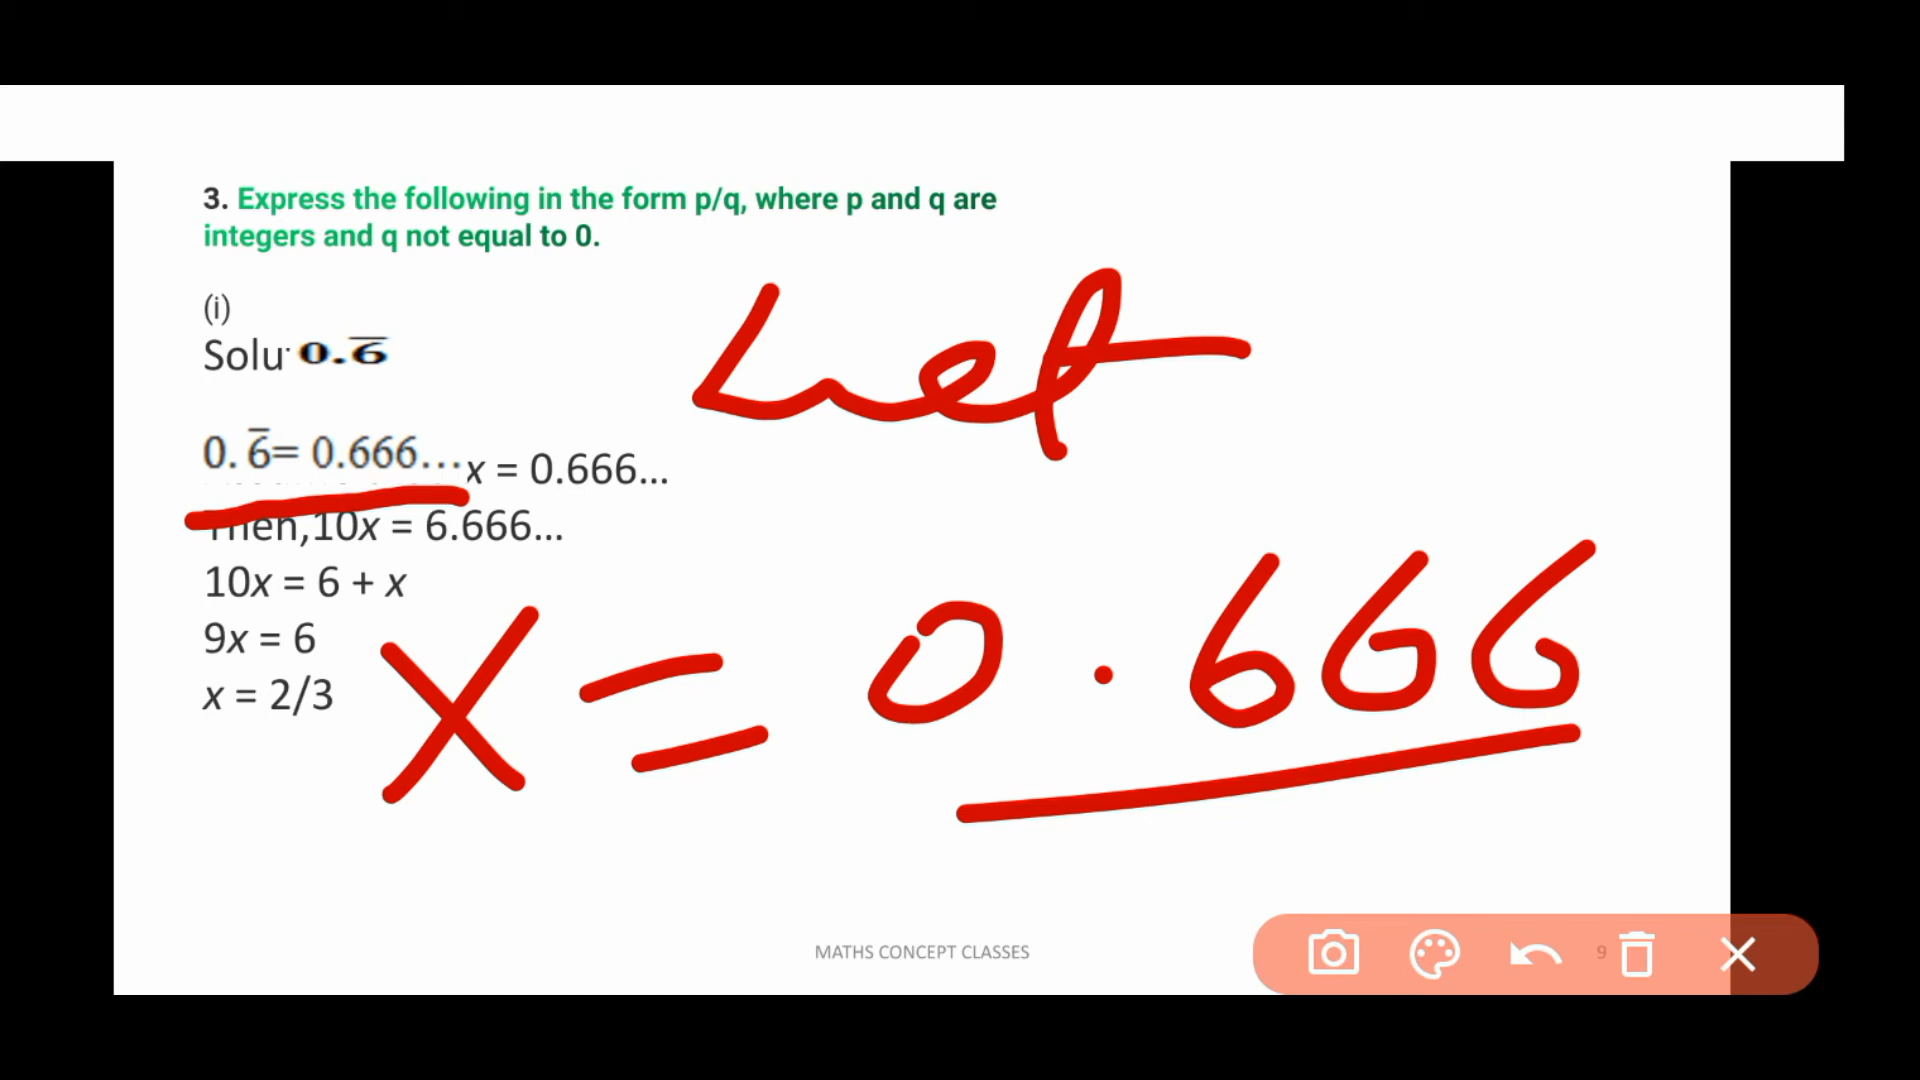 3. Express the following in the form p/q, where p and q are
integers and q not equal to 0.
(i)
Solu 0.6̅
Let
0. 6̅= 0.666... x = 0.666...
Then,10x = 6.666...
10x = 6 + x
9x = 6
x = 2/3
X = 0.666
MATHS CONCEPT CLASSES
9